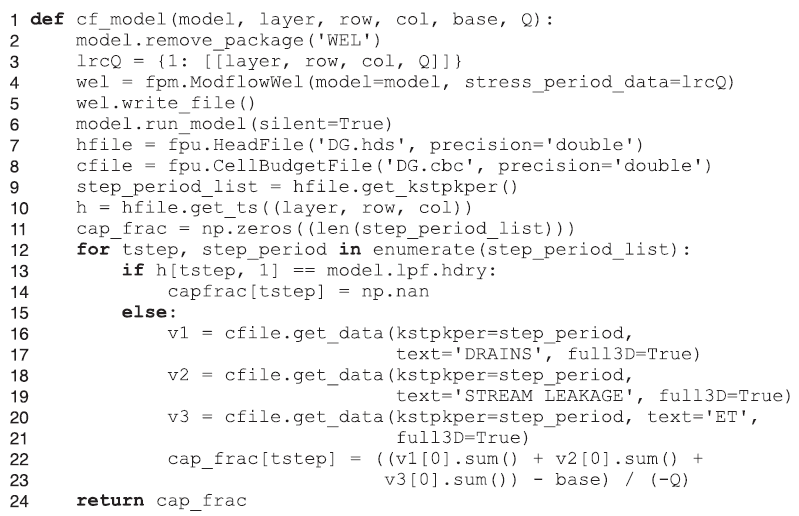 1 def cf_model(model, layer, row, col, base, Q):
2     model.remove_package('WEL')
3     lrcQ = {1: [[layer, row, col, Q]]}
4     wel = fpm.ModflowWel(model=model, stress_period_data=lrcQ)
5     wel.write_file()
6     model.run_model(silent=True)
7     hfile = fpu.HeadFile('DG.hds', precision='double')
8     cfile = fpu.CellBudgetFile('DG.cbc', precision='double')
9     step_period_list = hfile.get_kstpkper()
10     h = hfile.get_ts((layer, row, col))
11     cap_frac = np.zeros((len(step_period_list)))
12     for tstep, step_period in enumerate(step_period_list):
13         if h[tstep, 1] == model.lpf.hdry:
14             capfrac[tstep] = np.nan
15         else:
16             v1 = cfile.get_data(kstpkper=step_period,
17                                 text='DRAINS', full3D=True)
18             v2 = cfile.get_data(kstpkper=step_period,
19                                 text='STREAM LEAKAGE', full3D=True)
20             v3 = cfile.get_data(kstpkper=step_period, text='ET',
21                                 full3D=True)
22             cap_frac[tstep] = ((v1[0].sum() + v2[0].sum() +
23                                v3[0].sum()) - base) / (-Q)
24     return cap_frac